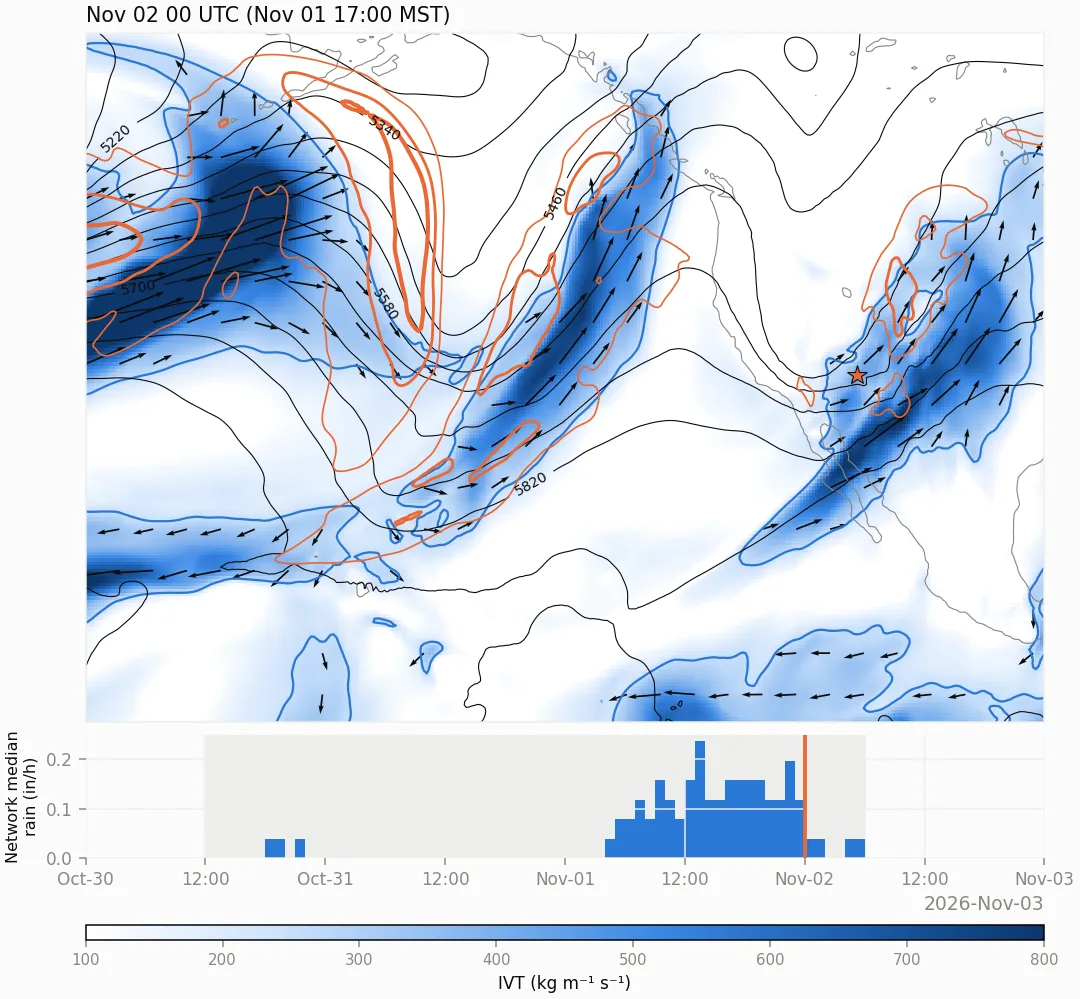 Nov 02 00 UTC (Nov 01 17:00 MST)
5220
5340
5460
5700
5580
5820
Network median
rain (in/h)
0.2
0.1
0.0
Oct-30
12:00
Oct-31
12:00
Nov-01
12:00
Nov-02
12:00
Nov-03
2026-Nov-03
100
200
300
400
500
600
700
800
IVT (kg m⁻¹ s⁻¹)